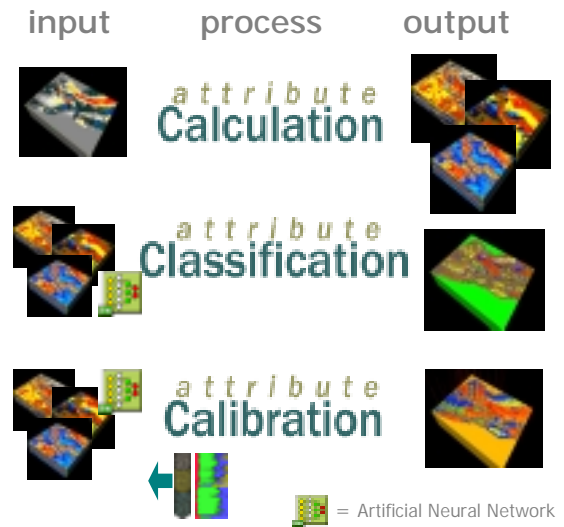 input process output
attribute
Calculation
attribute
Classification
attribute
Calibration
= Artificial Neural Network